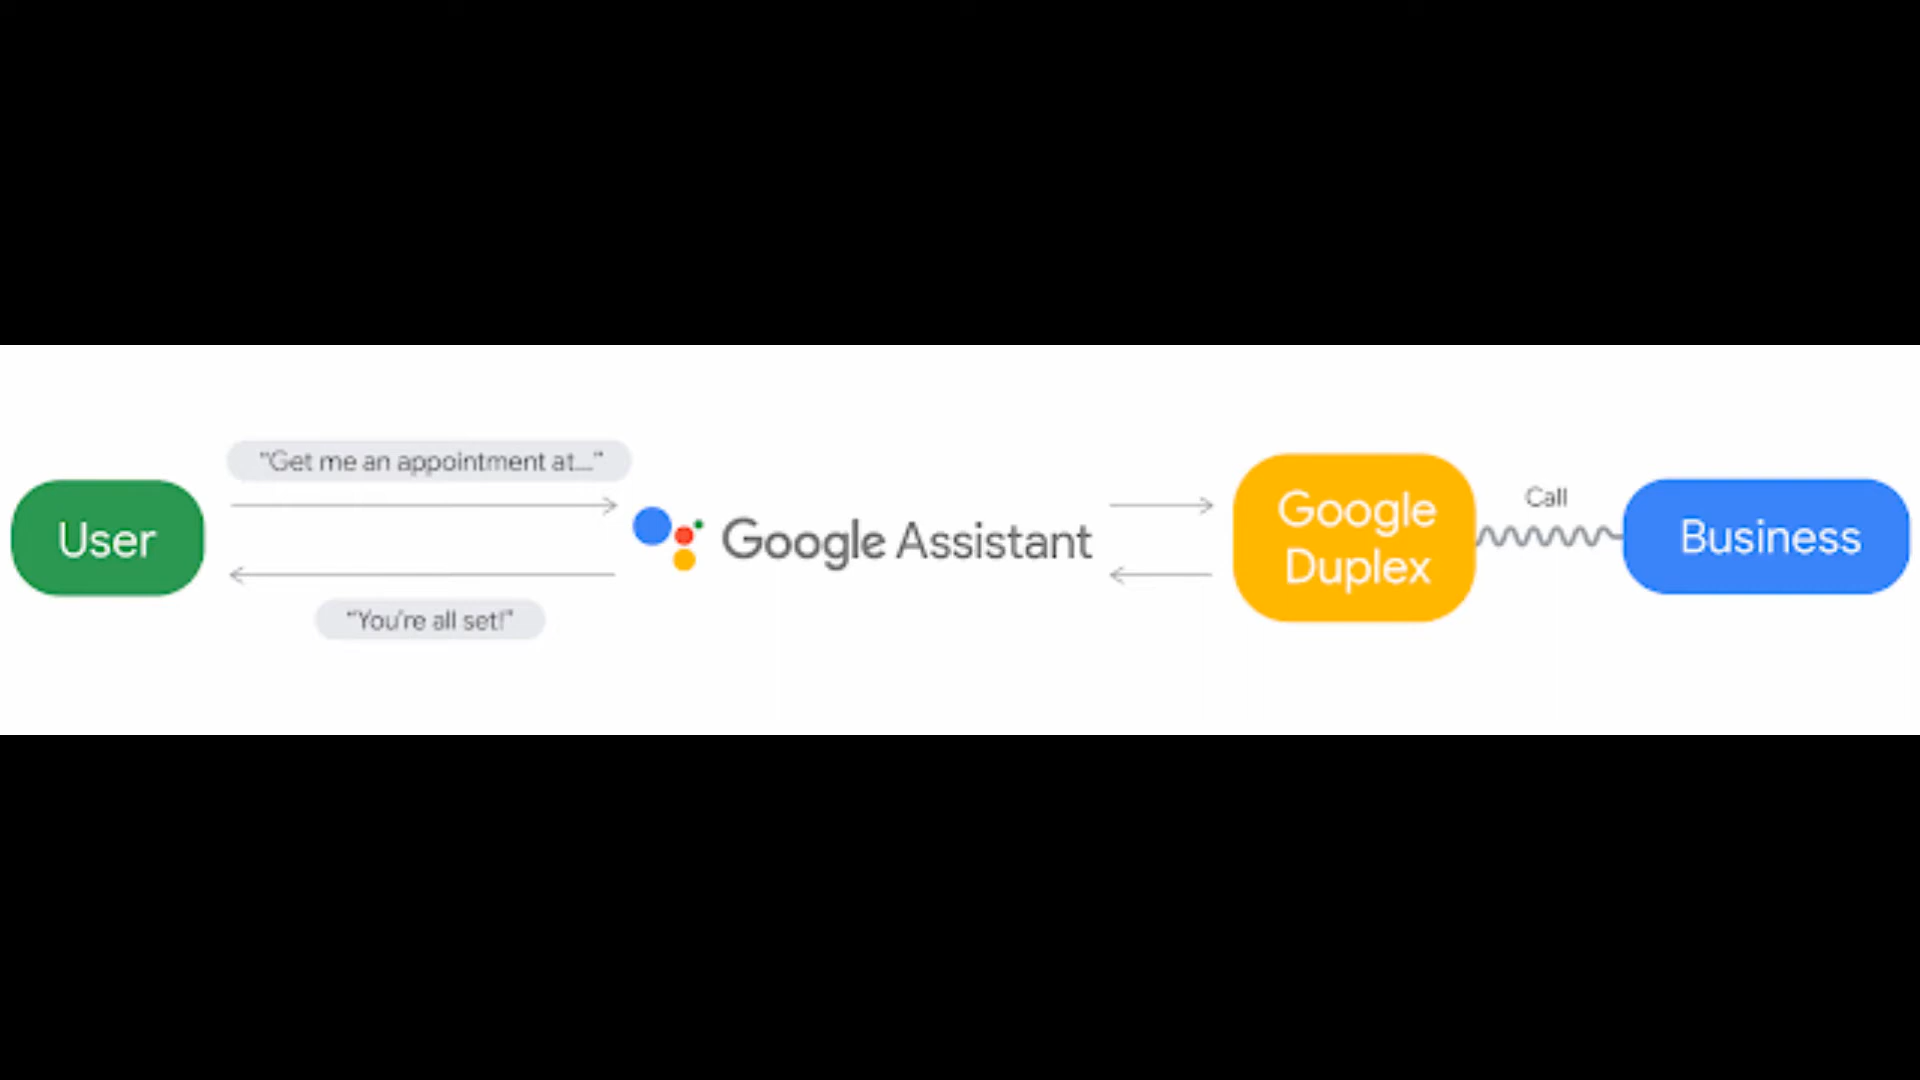 "Get me an appointment at..."
User
"You're all set!"
Google Assistant
Google
Duplex
Call
Business